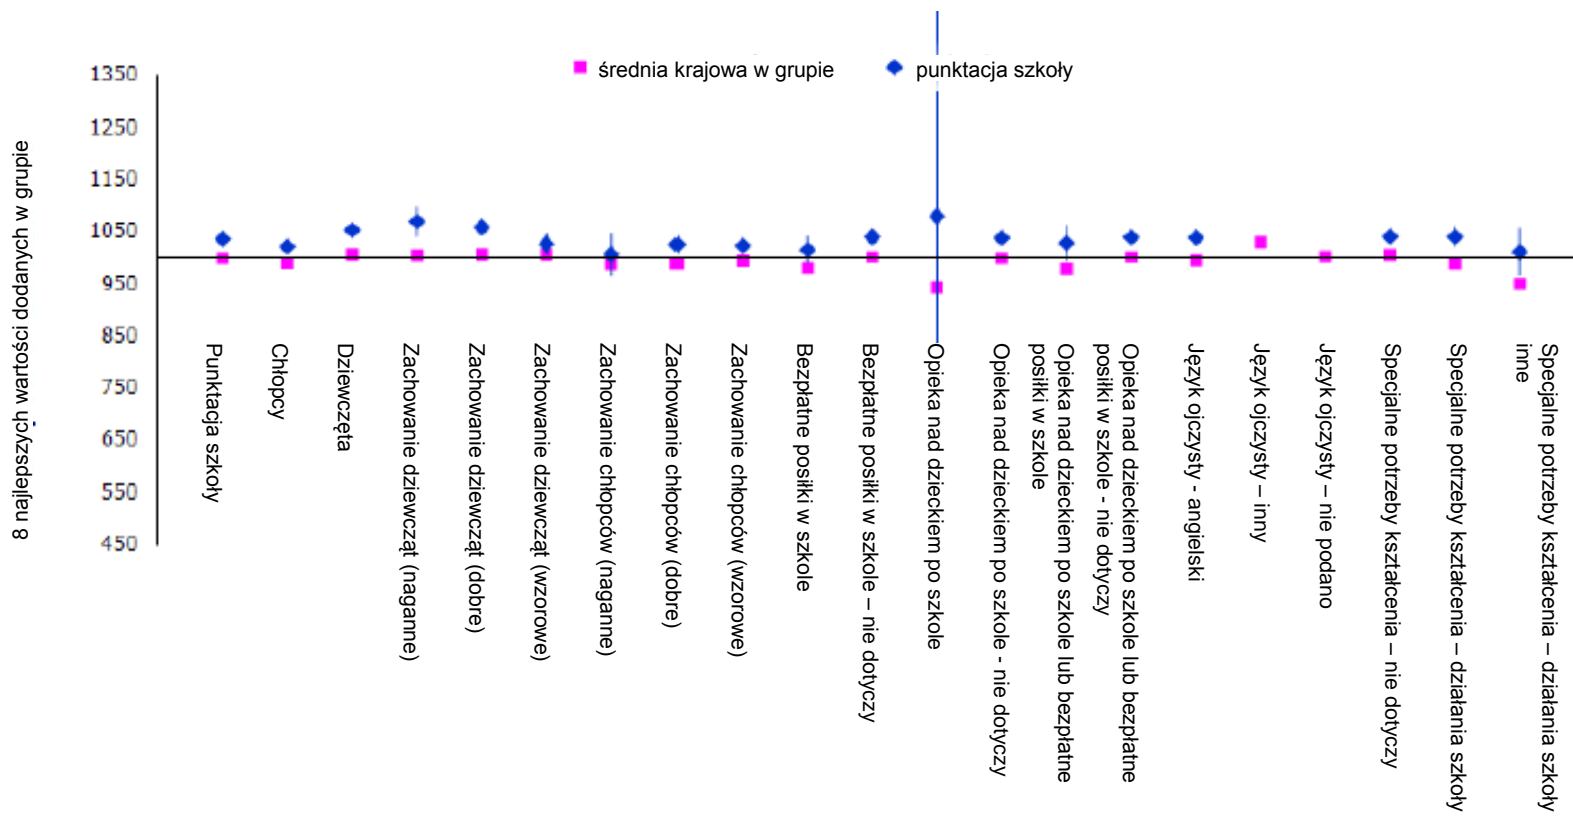 średnia krajowa w grupie
punktacja szkoły
8 najlepszych wartości dodanych w grupie
1350
1250
1150
1050
950
850
750
650
550
450
Punktacja szkoły
Chłopcy
Dziewczęta
Zachowanie dziewcząt (naganne)
Zachowanie dziewcząt (dobre)
Zachowanie dziewcząt (wzorowe)
Zachowanie chłopców (naganne)
Zachowanie chłopców (dobre)
Zachowanie chłopców (wzorowe)
Bezpłatne posiłki w szkole
Bezpłatne posiłki w szkole – nie dotyczy
Opieka nad dzieckiem po szkole
Opieka nad dzieckiem po szkole - nie dotyczy
Opieka nad dzieckiem po szkole lub bezpłatne
posiłki w szkole
Opieka nad dzieckiem po szkole lub bezpłatne
posiłki w szkole - nie dotyczy
Język ojczysty - angielski
Język ojczysty – inny
Język ojczysty – nie podano
Specjalne potrzeby kształcenia – nie dotyczy
Specjalne potrzeby kształcenia – działania szkoły
Specjalne potrzeby kształcenia – działania szkoły
inne